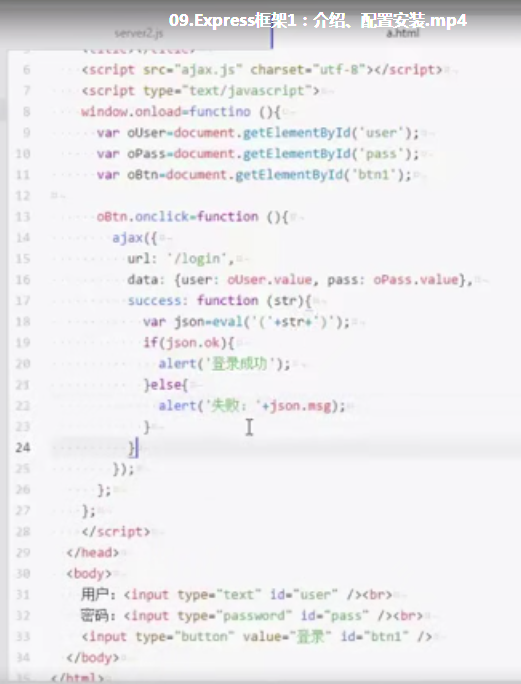 09.Express框架1：介绍、配置安装.mp4
server2.js a.html
<title></title>
6 <script src="ajax.js" charset="utf-8"></script>
7 <script type="text/javascript">
8 window.onload=functino (){
9 var oUser=document.getElementById('user');
10 var oPass=document.getElementById('pass');
11 var oBtn=document.getElementById('btn1');
12
13 oBtn.onclick=function (){
14 ajax({
15 url: '/login',
16 data: {user: oUser.value, pass: oPass.value},
17 success: function (str){
18 var json=eval('('+str+')');
19 if(json.ok){
20 alert('登录成功');
21 }else{
22 alert('失败：'+json.msg);
23 }
24 }
25 });
26 };
27 };
28 </script>
29 </head>
30 <body>
31 用户：<input type="text" id="user" /><br>
32 密码：<input type="password" id="pass" /><br>
33 <input type="button" value="登录" id="btn1" />
34 </body>
35 </html>